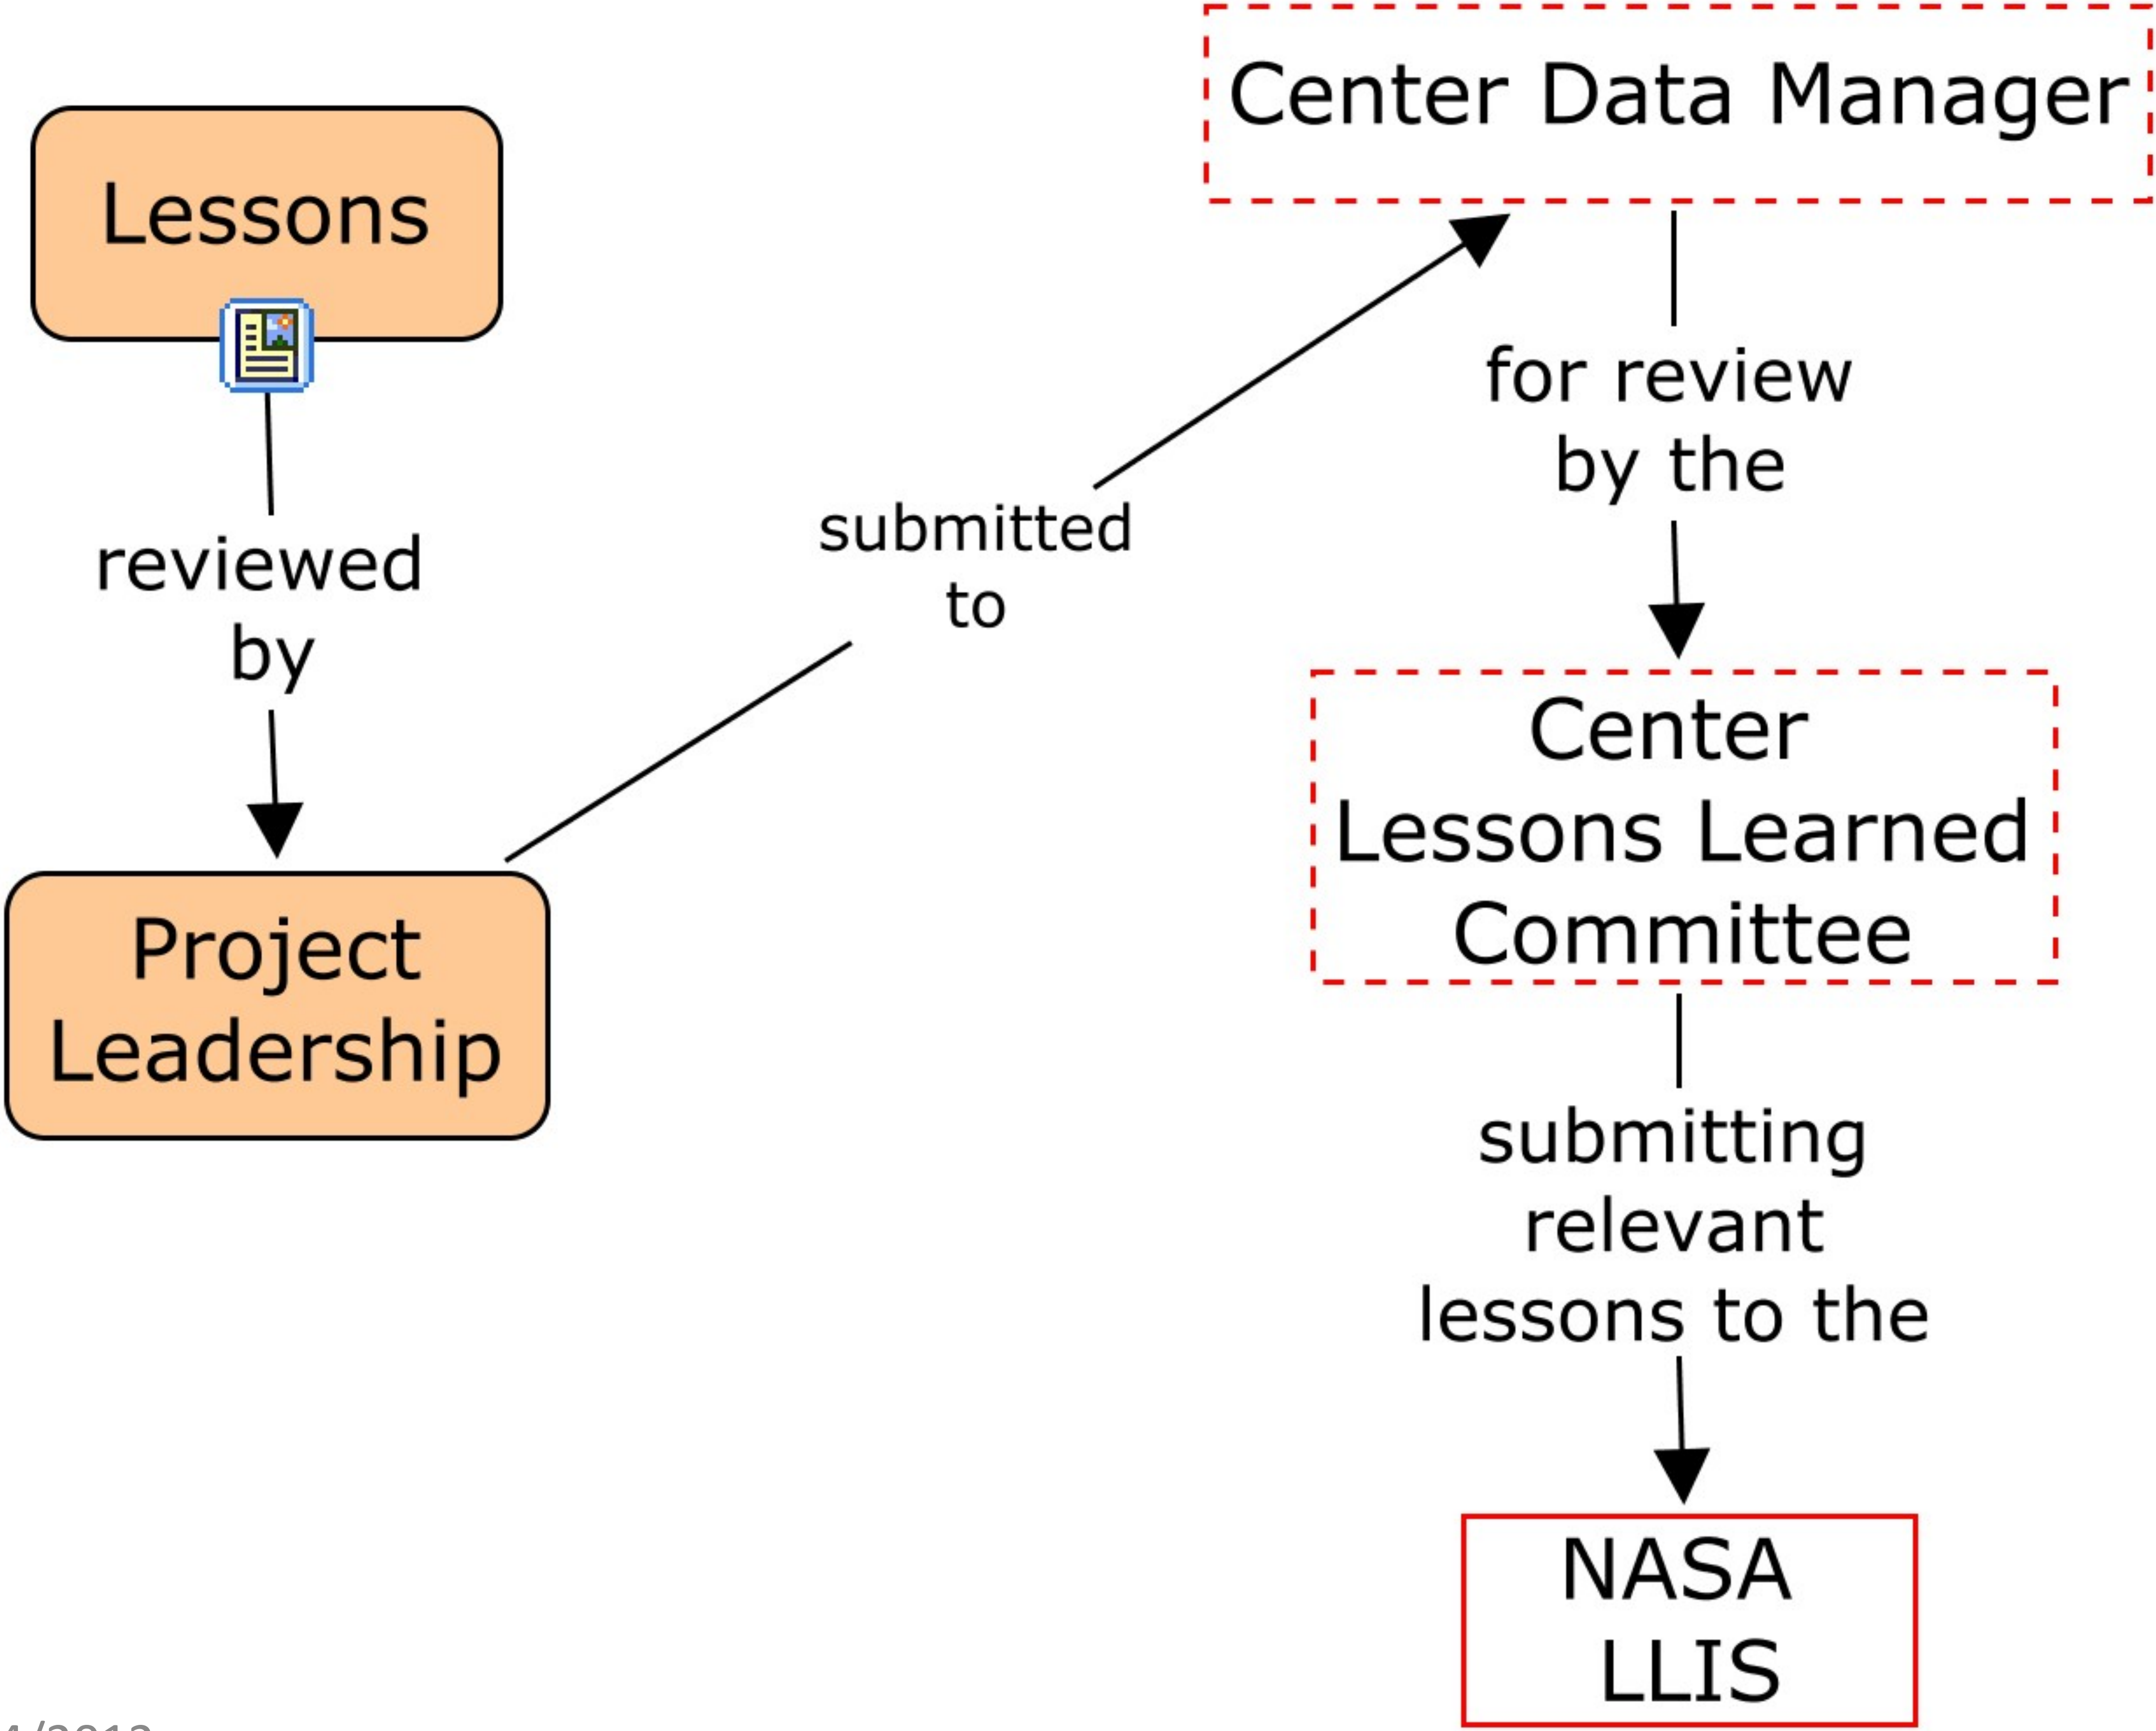 Lessons
reviewed
by
Project
Leadership
submitted
to
Center Data Manager
for review
by the
Center
Lessons Learned
Committee
submitting
relevant
lessons to the
NASA
LLIS